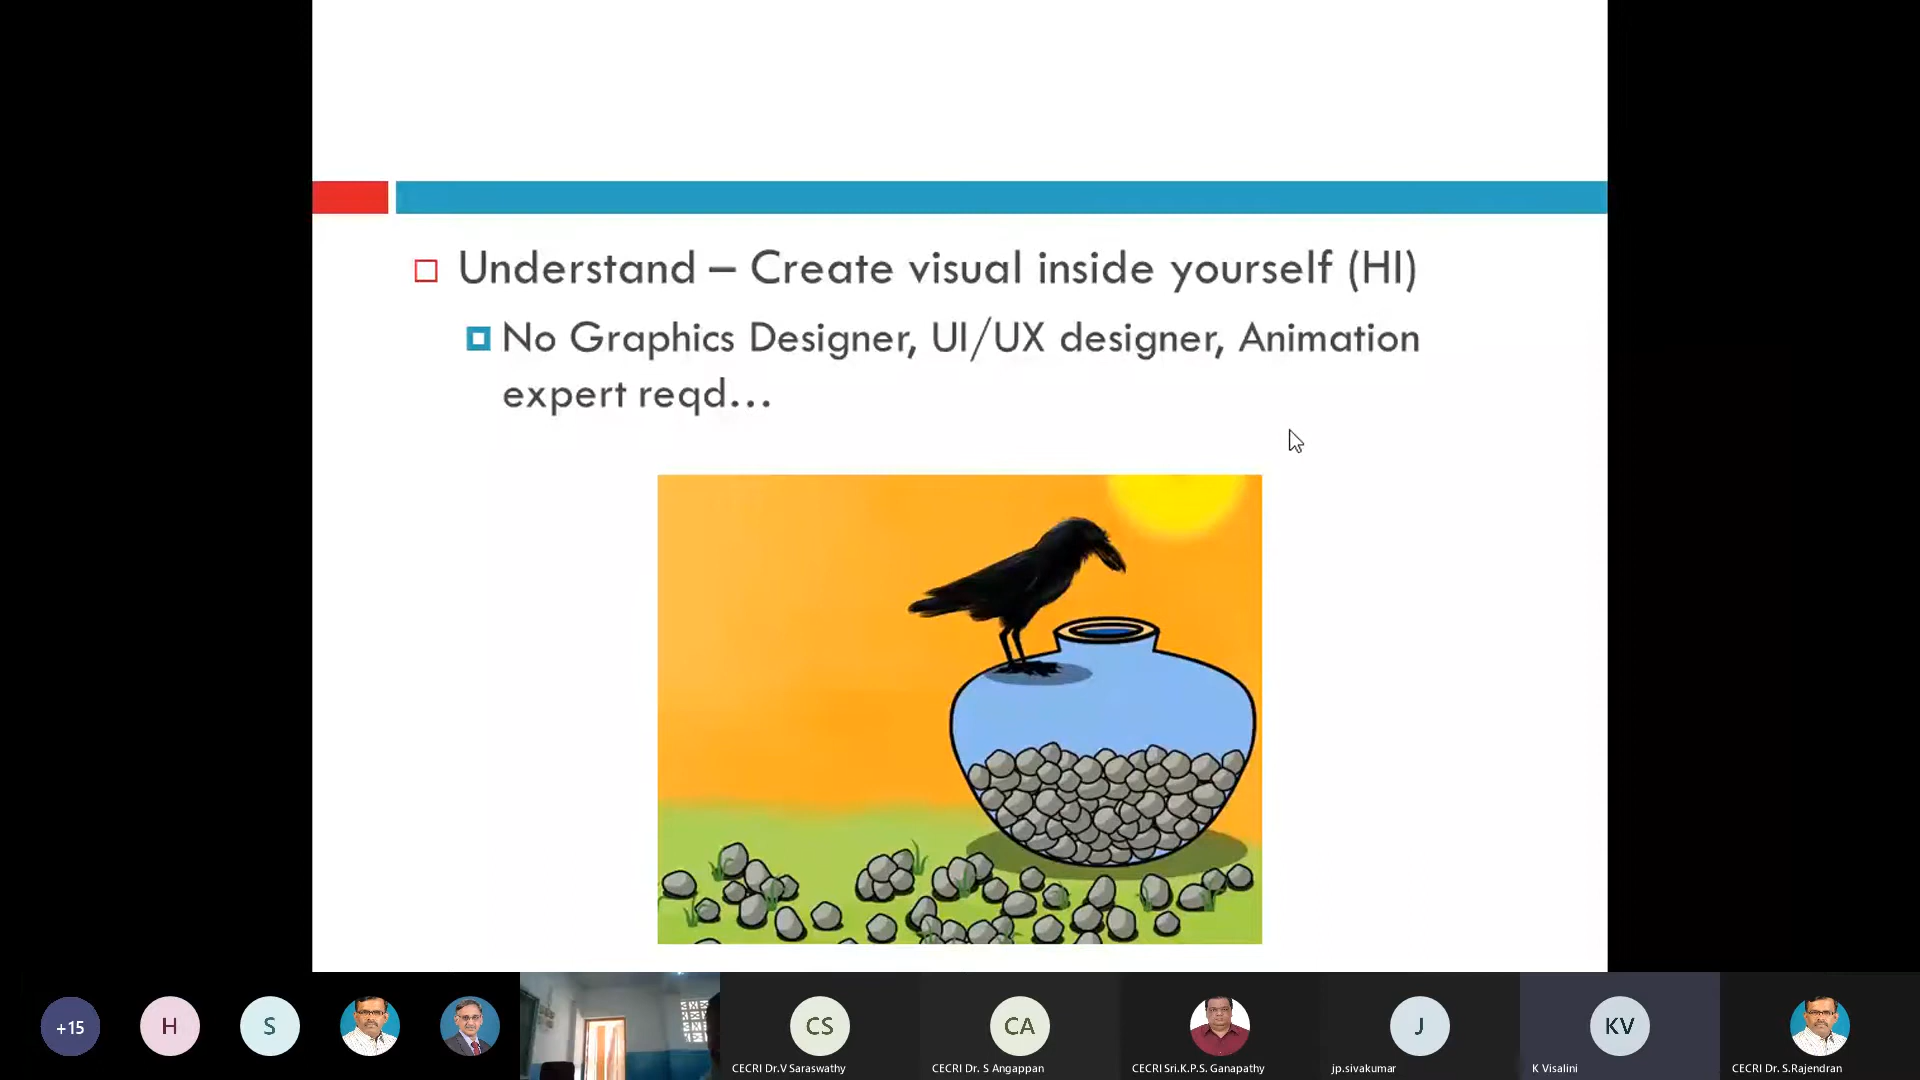 Understand – Create visual inside yourself (HI)
No Graphics Designer, UI/UX designer, Animation
expert reqd...
+15
H
S
CS
CA
J
KV
CECRI Dr.V Saraswathy
CECRI Dr. S Angappan
CECRI Sri.K.P.S. Ganapathy
jp.sivakumar
K Visalini
CECRI Dr. S.Rajendran